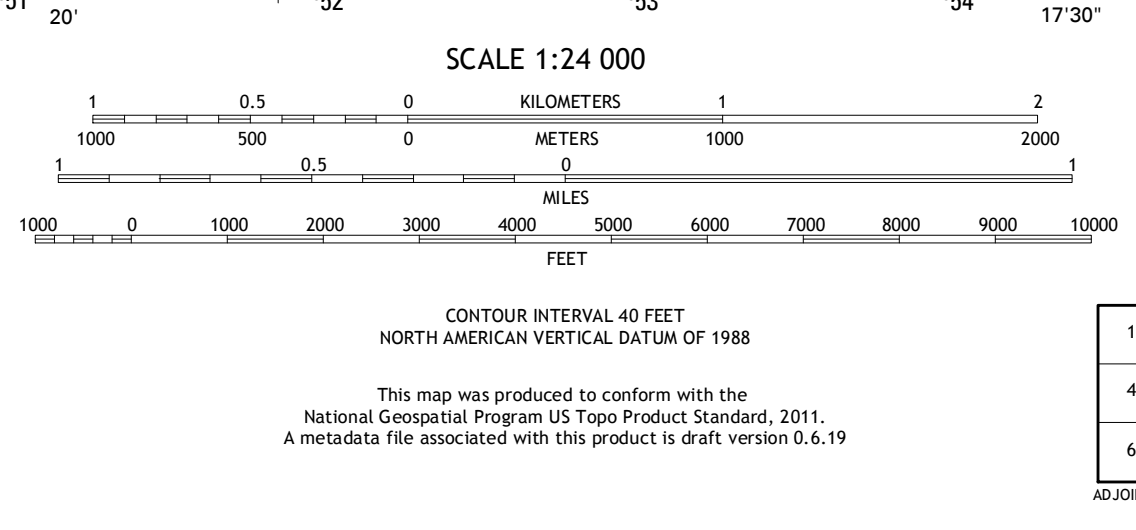 51 52 53 54
20' 17'30"
SCALE 1:24 000
1 0.5 0 KILOMETERS 1 2
1000 500 0 METERS 1000 2000
1 0.5 0 1
MILES
1000 0 1000 2000 3000 4000 5000 6000 7000 8000 9000 10000
FEET
CONTOUR INTERVAL 40 FEET
NORTH AMERICAN VERTICAL DATUM OF 1988
This map was produced to conform with the
National Geospatial Program US Topo Product Standard, 2011.
A metadata file associated with this product is draft version 0.6.19
1
4
6
ADJOI